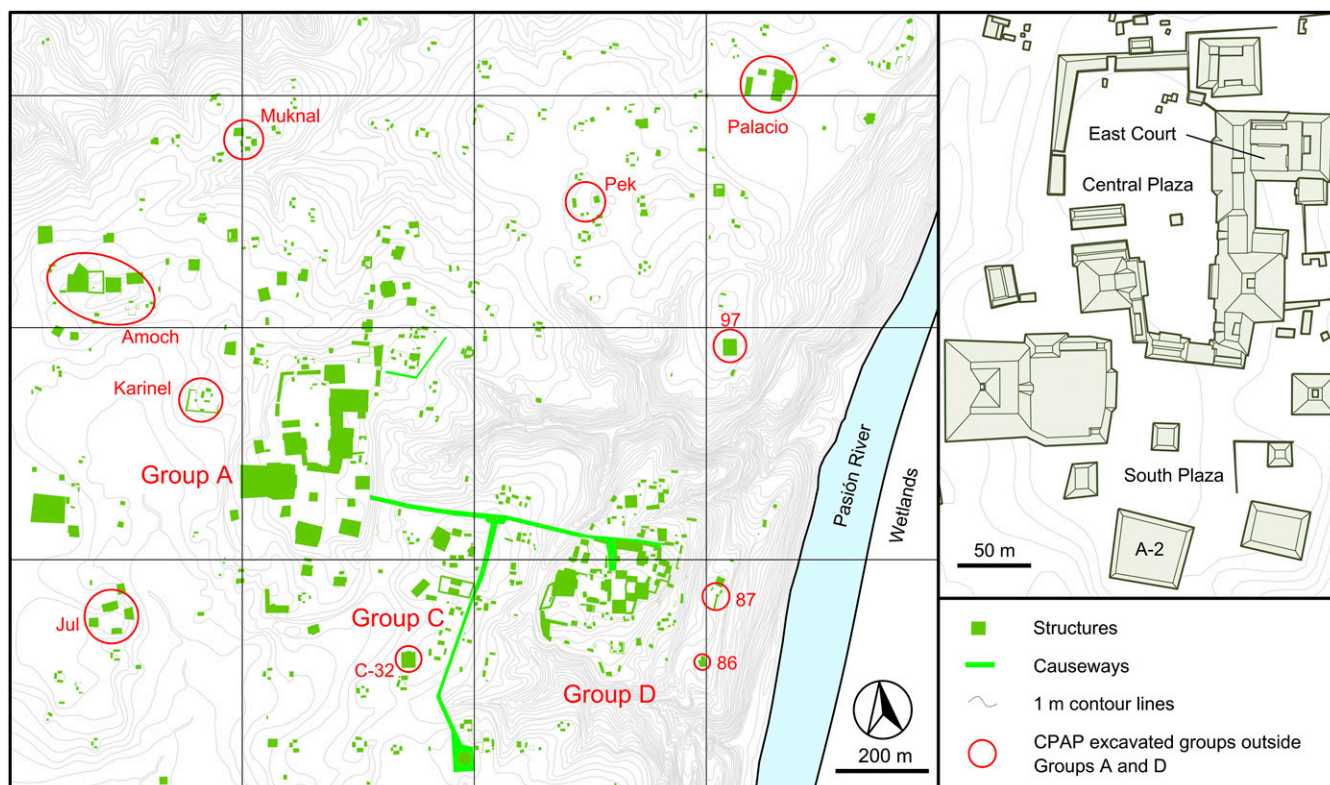 Muknal
Palacio
Pek
Amoch
97
Karinel
Group A
Pasión River
Wetlands
Jul
Group C
C-32
87
86
Group D
200 m
East Court
Central Plaza
South Plaza
A-2
50 m
Structures
Causeways
1 m contour lines
CPAP excavated groups outside
Groups A and D